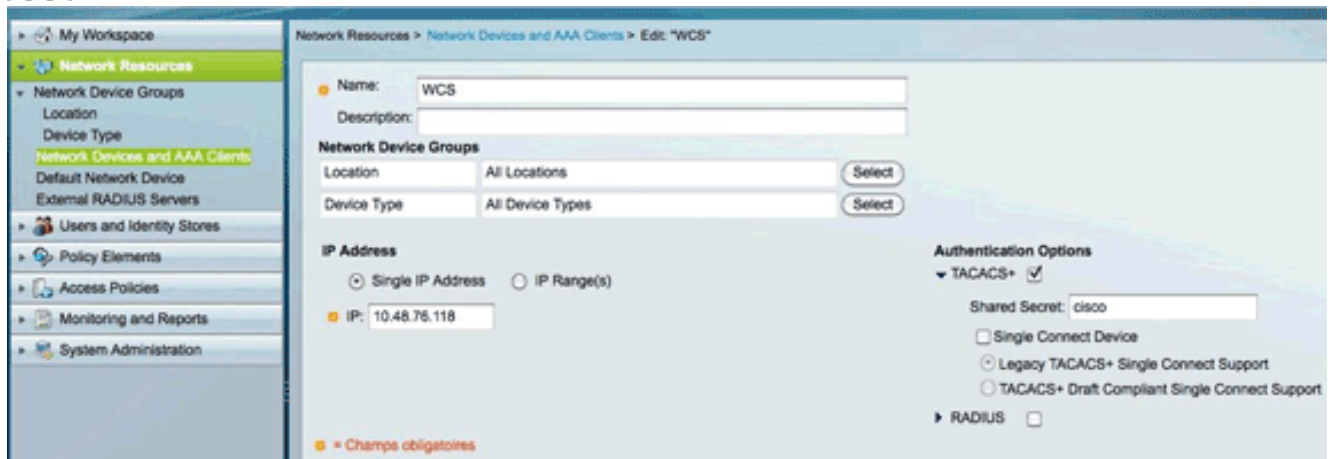 My Workspace
Network Resources
Network Device Groups
Location
Device Type
Network Devices and AAA Clients
Default Network Device
External RADIUS Servers
Users and Identity Stores
Policy Elements
Access Policies
Monitoring and Reports
System Administration
Network Resources > Network Devices and AAA Clients > Edit: "WCS"
Name: WCS
Description:
Network Device Groups
Location All Locations Select
Device Type All Device Types Select
IP Address
Single IP Address IP Range(s)
IP: 10.48.76.118
Authentication Options
TACACS+
Shared Secret: cisco
Single Connect Device
Legacy TACACS+ Single Connect Support
TACACS+ Draft Compliant Single Connect Support
RADIUS
= Champs obligatoires